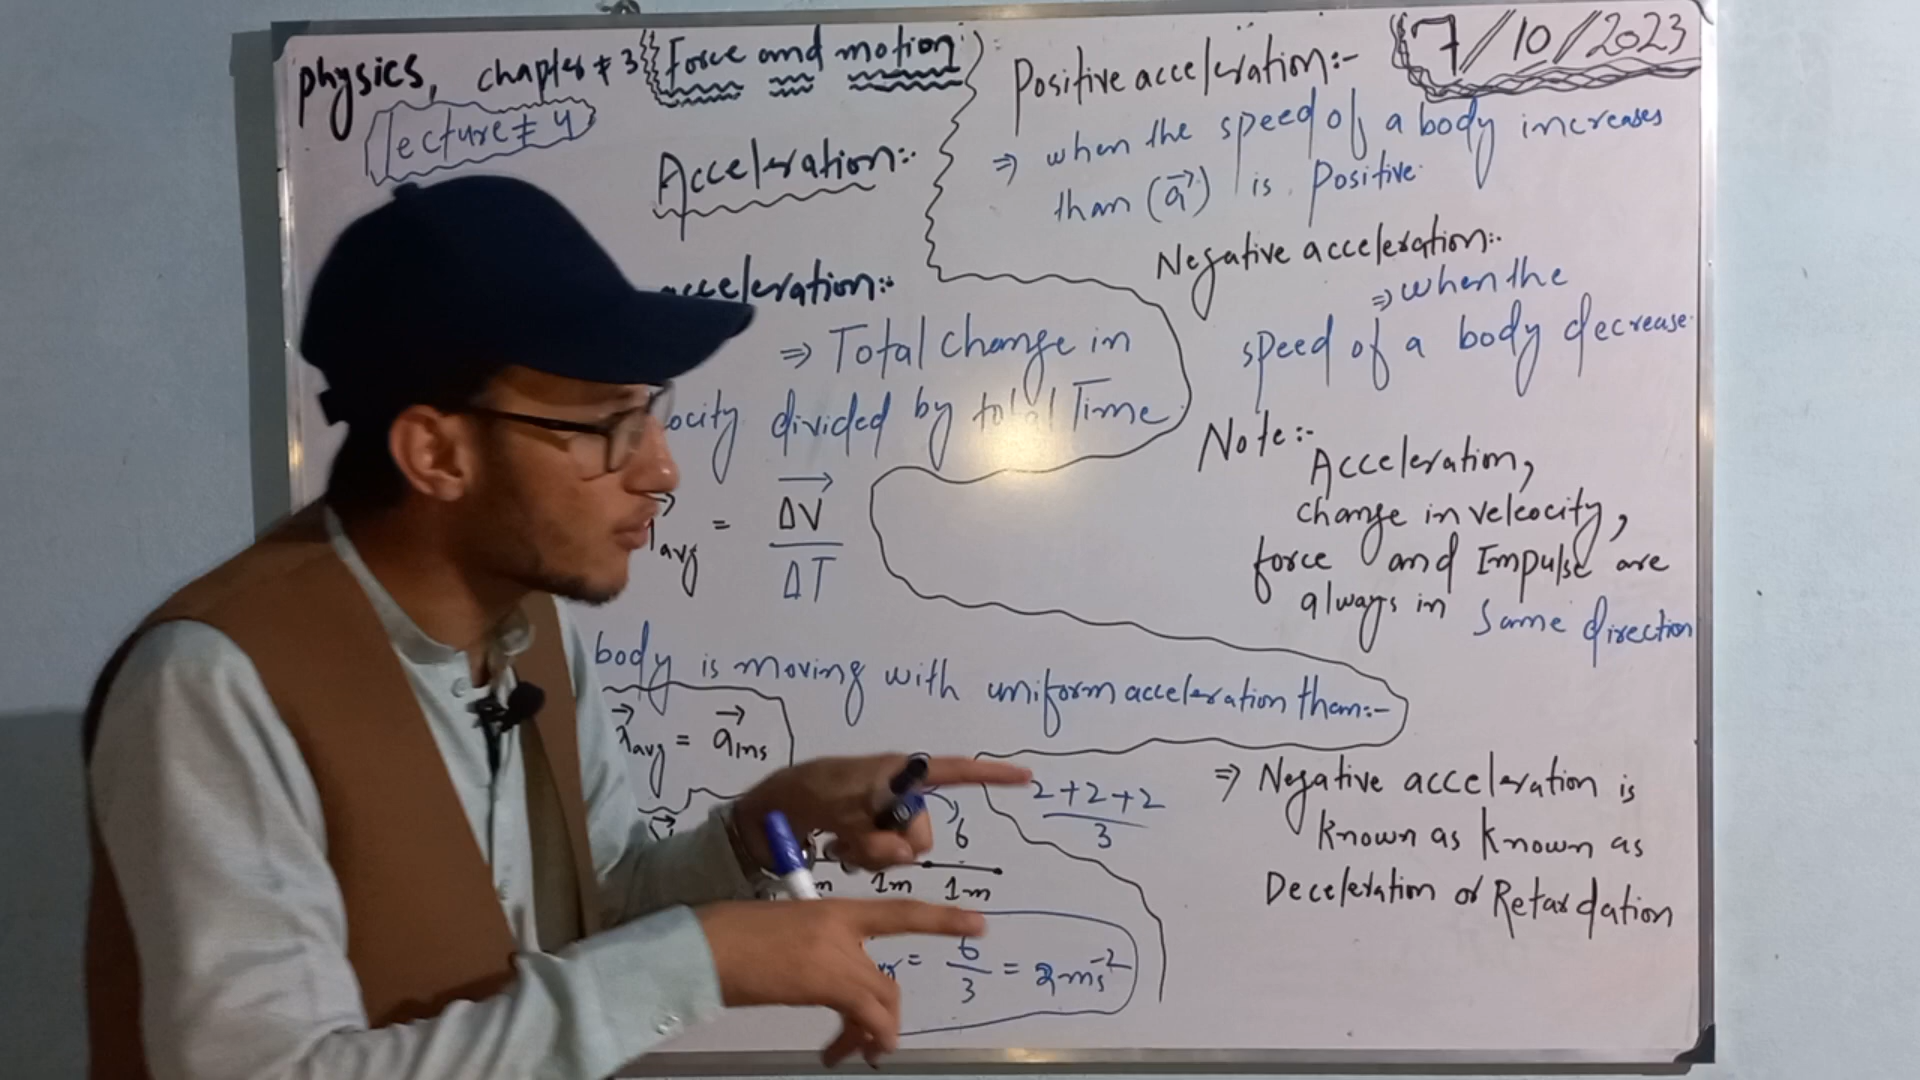 physics, chapter # 3 Force and motion:
lecture # 4
Acceleration:-
acceleration:-
⇒ Total change in
ocity divided by total Time
avg = ΔV
ΔT
body is moving with uniform acceleration than:-
avg = a ins
6
2+2+2
3
m 1m 1m
= 6 = 2ms-2
3
7/10/2023
Positive acceleration:-
⇒ when the speed of a body increases
than (a) is Positive.
Negative acceleration:-
⇒ when the
speed of a body decrease.
Note:-
Acceleration,
change in veleocity,
force and Impulse are
always in same direction
⇒ Negative acceleration is
known as known as
Deceleration or Retardation